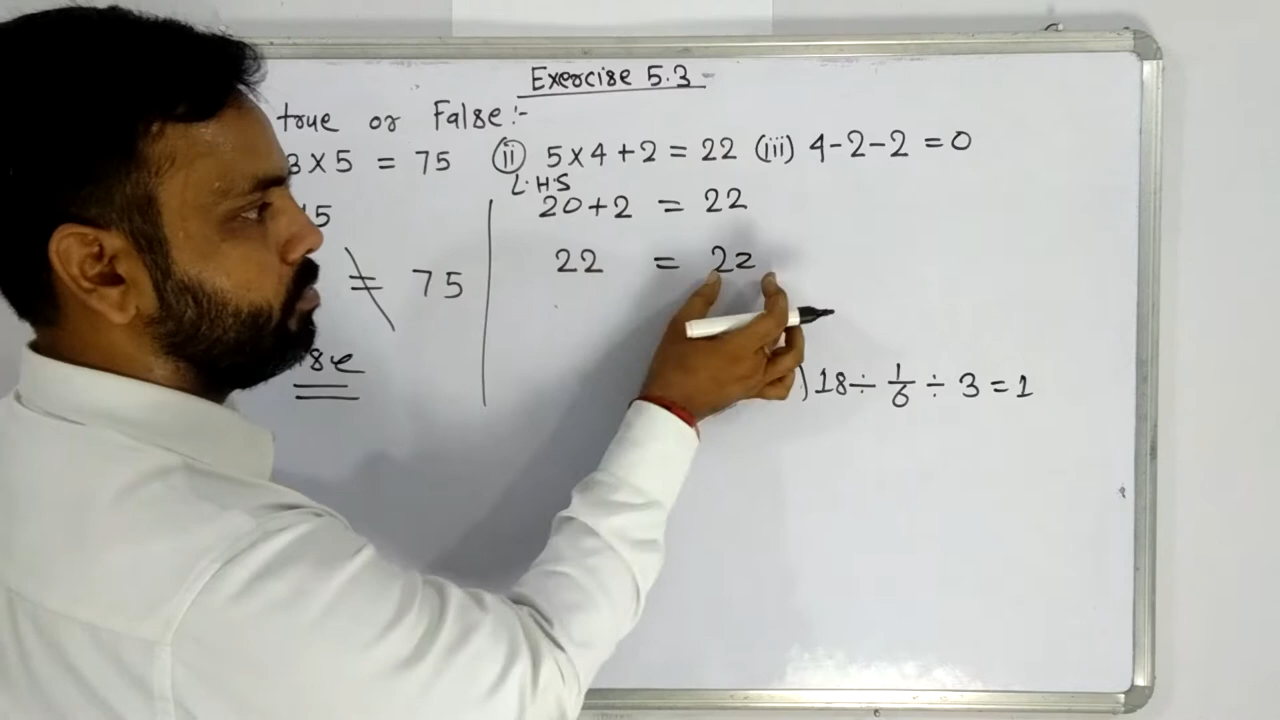 Exercise 5.3
true or False:-
3 × 5 = 75 (ii) 5 × 4 + 2 = 22 (iii) 4 - 2 - 2 = 0
L.H.S
15 20 + 2 = 22
22 = 22
≠ 75
) 18 ÷ 1/6 ÷ 3 = 1